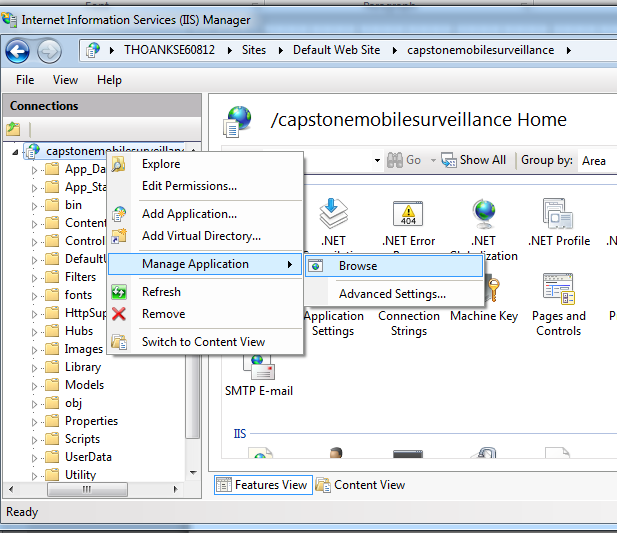 Internet Information Services (IIS) Manager
THOANKSE60812 Sites Default Web Site capstonemobilesurveillance
File View Help
Connections
capstonemobilesurveillanc
App_Da
App_Sta
bin
Content
Control
DefaultU
Filters
fonts
HttpSup
Hubs
Images
Library
Models
obj
Properties
Scripts
UserData
Utility
Explore
Edit Permissions...
Add Application...
Add Virtual Directory...
Manage Application
Refresh
Remove
Switch to Content View
Browse
Advanced Settings...
/capstonemobilesurveillance Home
Go Show All Group by: Area
.NET
.NET Error
404
.NET
.NET Profile
Application Settings
Connection Strings
Machine Key
Pages and Controls
SMTP E-mail
IIS
Features View Content View
Ready